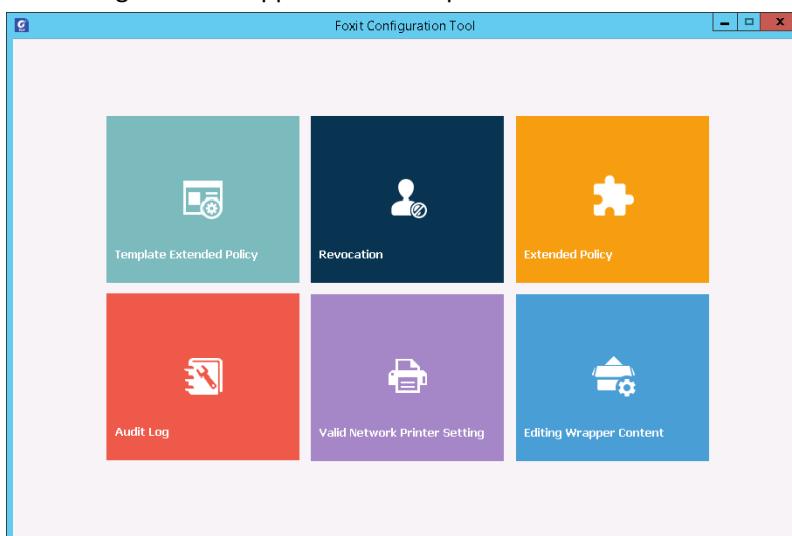 Foxit Configuration Tool
Template Extended Policy
Revocation
Extended Policy
Audit Log
Valid Network Printer Setting
Editing Wrapper Content